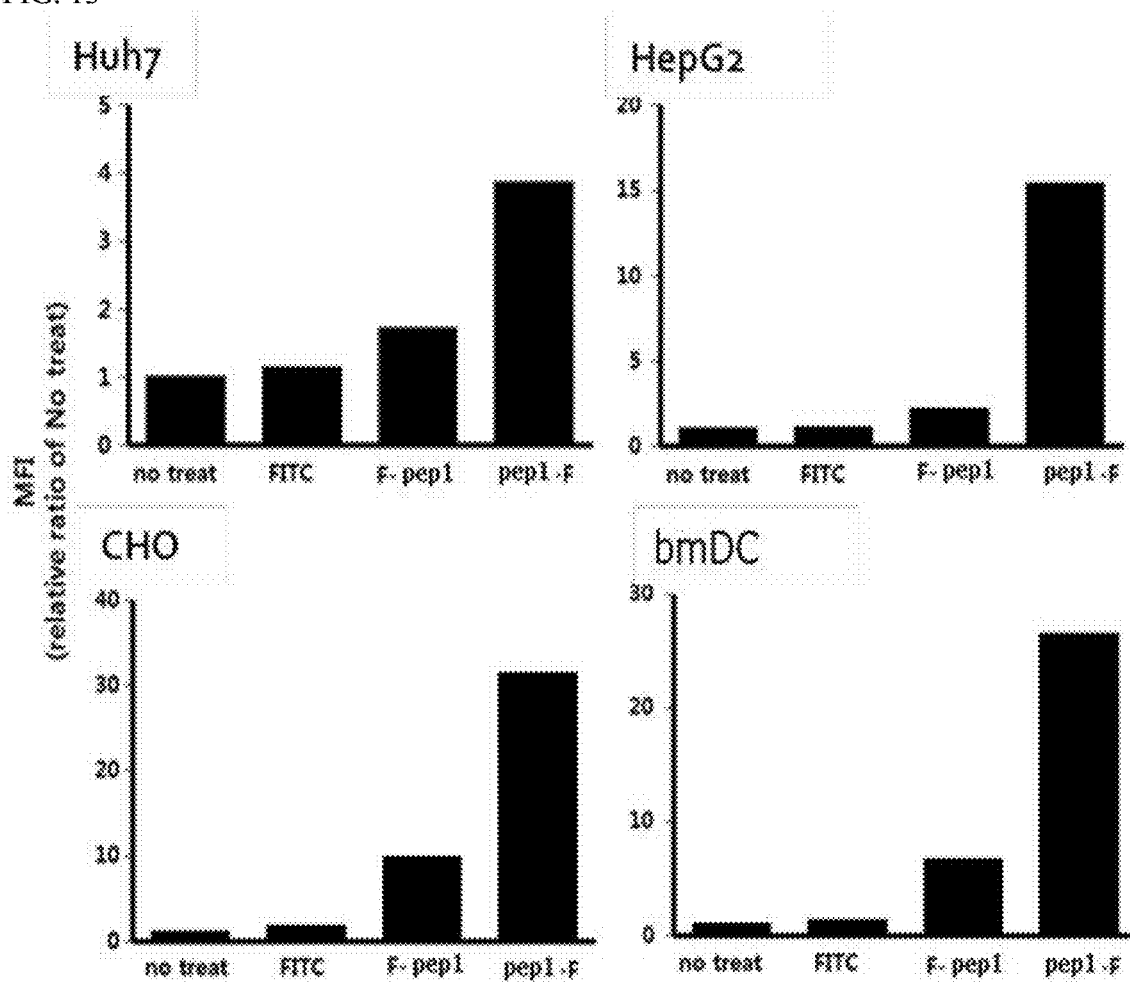 FIG. 15
Huh7
5
4
3
2
1
0
no treat FITC F-pep1 pep1-F
HepG2
20
15
10
5
0
no treat FITC F-pep1 pep1-F
MFI
(relative ratio of No treat)
CHO
40
30
20
10
0
no treat FITC F-pep1 pep1-F
bmDC
30
20
10
0
no treat FITC F-pep1 pep1-F